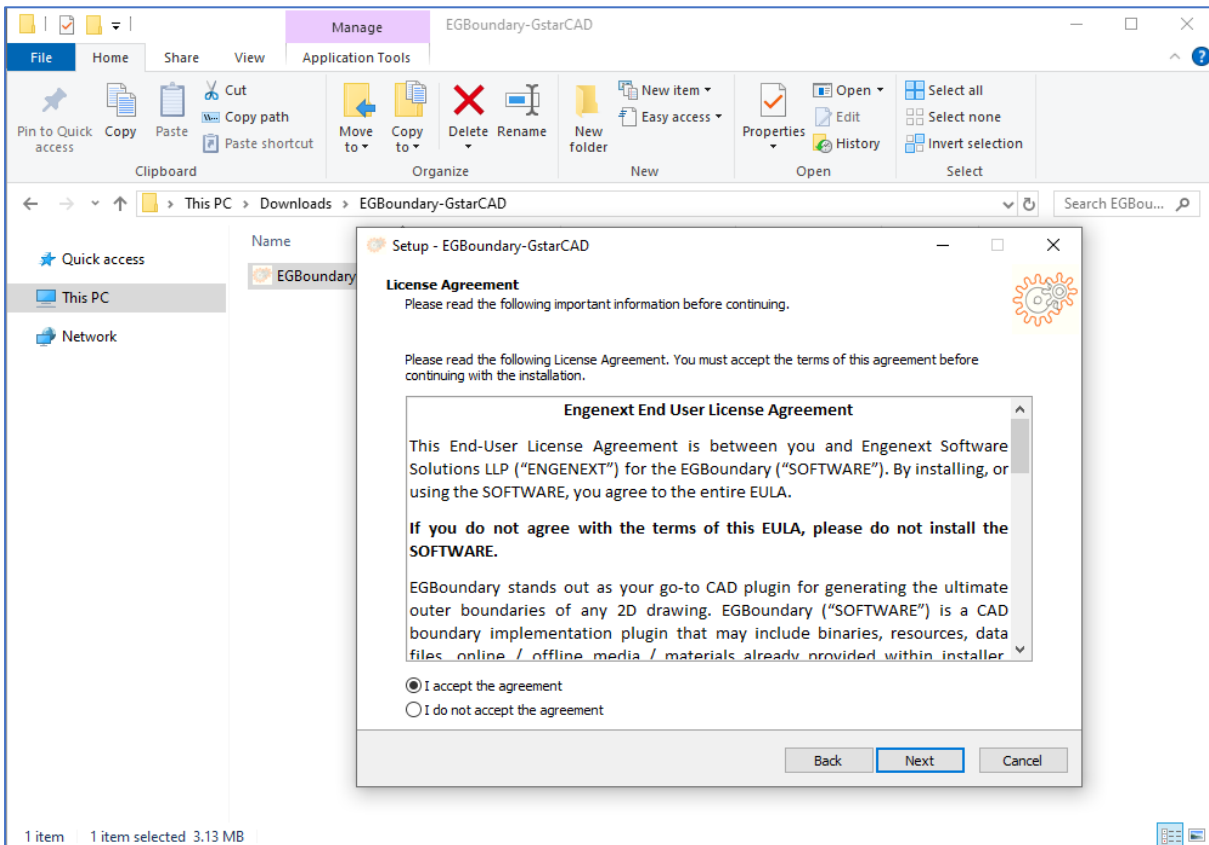 Manage
EGBoundary-GstarCAD
File
Home
Share
View
Application Tools
Pin to Quick access
Copy
Paste
Cut
Copy path
Paste shortcut
Move to
Copy to
Delete
Rename
New folder
New item
Easy access
Properties
Open
Edit
History
Select all
Select none
Invert selection
Clipboard
Organize
New
Open
Select
This PC
Downloads
EGBoundary-GstarCAD
Search EGBou...
Quick access
This PC
Network
Name
EGBoundary
Setup - EGBoundary-GstarCAD
License Agreement
Please read the following important information before continuing.
Please read the following License Agreement. You must accept the terms of this agreement before
continuing with the installation.
Engenext End User License Agreement
This End-User License Agreement is between you and Engenext Software
Solutions LLP (“ENGENEXT”) for the EGBoundary (“SOFTWARE”). By installing, or
using the SOFTWARE, you agree to the entire EULA.
If you do not agree with the terms of this EULA, please do not install the
SOFTWARE.
EGBoundary stands out as your go-to CAD plugin for generating the ultimate
outer boundaries of any 2D drawing. EGBoundary (“SOFTWARE”) is a CAD
boundary implementation plugin that may include binaries, resources, data
files, online / offline media / materials already provided within installer.
I accept the agreement
I do not accept the agreement
Back
Next
Cancel
1 item
1 item selected 3.13 MB